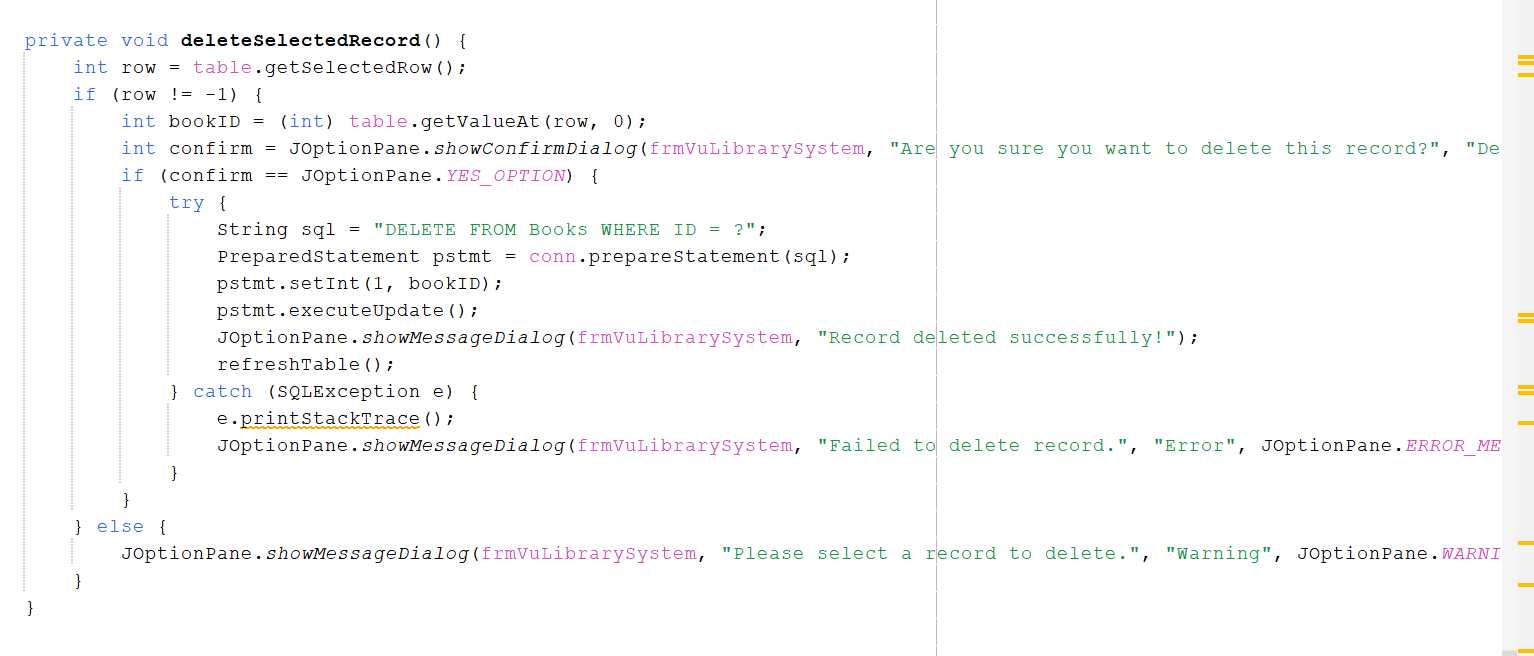 private void deleteSelectedRecord() {
    int row = table.getSelectedRow();
    if (row != -1) {
        int bookID = (int) table.getValueAt(row, 0);
        int confirm = JOptionPane.showConfirmDialog(frmVuLibrarySystem, "Are you sure you want to delete this record?", "De
        if (confirm == JOptionPane.YES_OPTION) {
            try {
                String sql = "DELETE FROM Books WHERE ID = ?";
                PreparedStatement pstmt = conn.prepareStatement(sql);
                pstmt.setInt(1, bookID);
                pstmt.executeUpdate();
                JOptionPane.showMessageDialog(frmVuLibrarySystem, "Record deleted successfully!");
                refreshTable();
            } catch (SQLException e) {
                e.printStackTrace();
                JOptionPane.showMessageDialog(frmVuLibrarySystem, "Failed to delete record.", "Error", JOptionPane.ERROR_ME
            }
        }
    } else {
        JOptionPane.showMessageDialog(frmVuLibrarySystem, "Please select a record to delete.", "Warning", JOptionPane.WARNI
    }
}